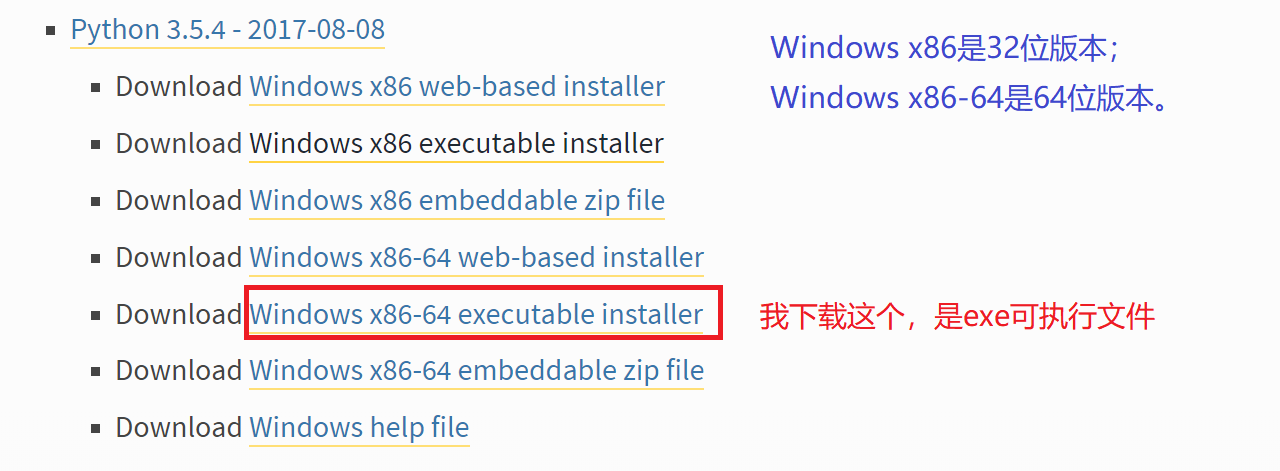 Python 3.5.4 - 2017-08-08
Windows x86是32位版本；
Download Windows x86 web-based installer
Windows x86-64是64位版本。
Download Windows x86 executable installer
Download Windows x86 embeddable zip file
Download Windows x86-64 web-based installer
Download Windows x86-64 executable installer
我下载这个，是exe可执行文件
Download Windows x86-64 embeddable zip file
Download Windows help file